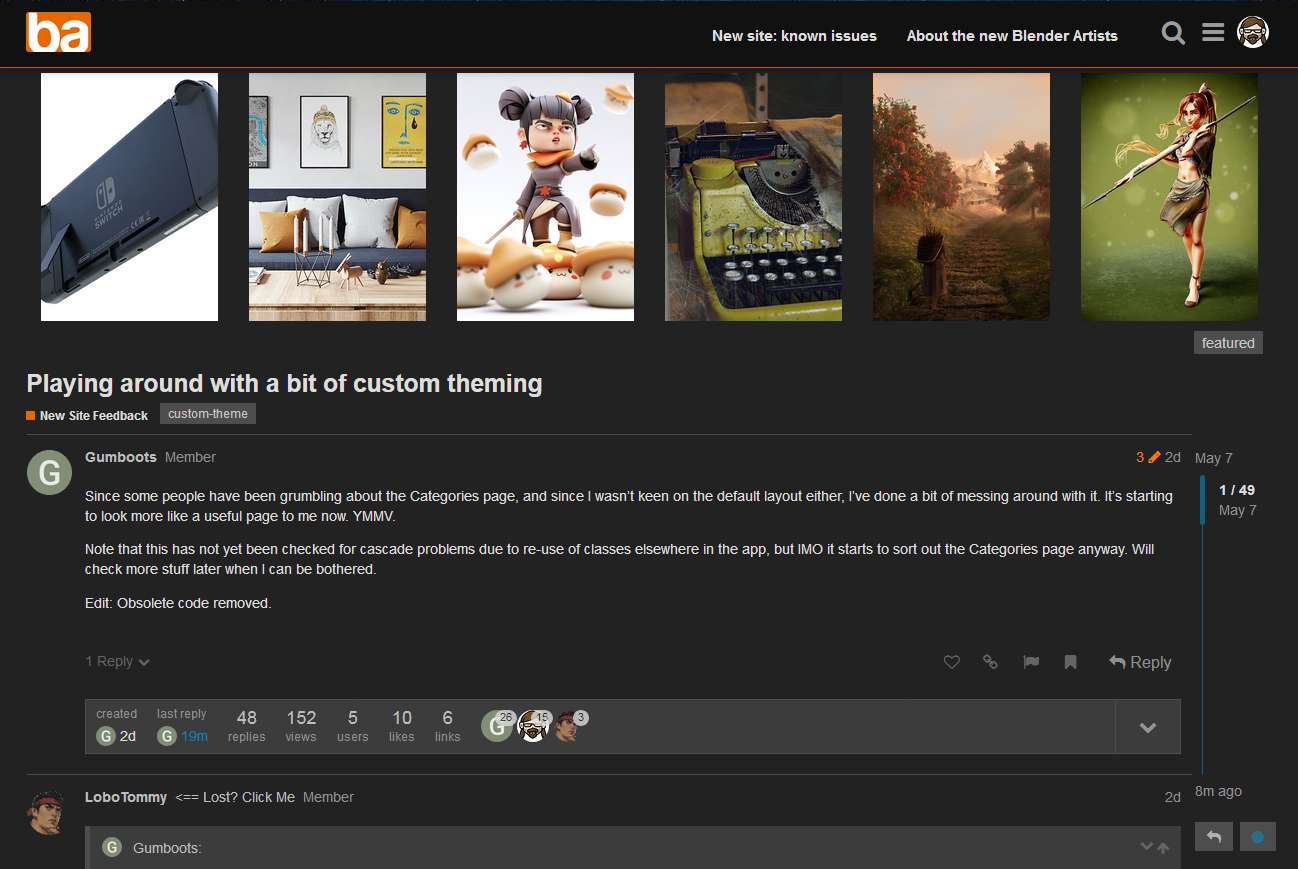 ba
New site: known issues
About the new Blender Artists
NINTENDO
SWITCH
featured
Playing around with a bit of custom theming
New Site Feedback
custom-theme
G
Gumboots Member
3
2d
May 7
Since some people have been grumbling about the Categories page, and since I wasn’t keen on the default layout either, I’ve done a bit of messing around with it. It’s starting
to look more like a useful page to me now. YMMV.
1 / 49
May 7
Note that this has not yet been checked for cascade problems due to re-use of classes elsewhere in the app, but IMO it starts to sort out the Categories page anyway. Will
check more stuff later when I can be bothered.
Edit: Obsolete code removed.
1 Reply
Reply
created
G 2d
last reply
G 19m
48
replies
152
views
5
users
10
likes
6
links
G 26
15
3
LoboTommy <== Lost? Click Me Member
2d
8m ago
G Gumboots: